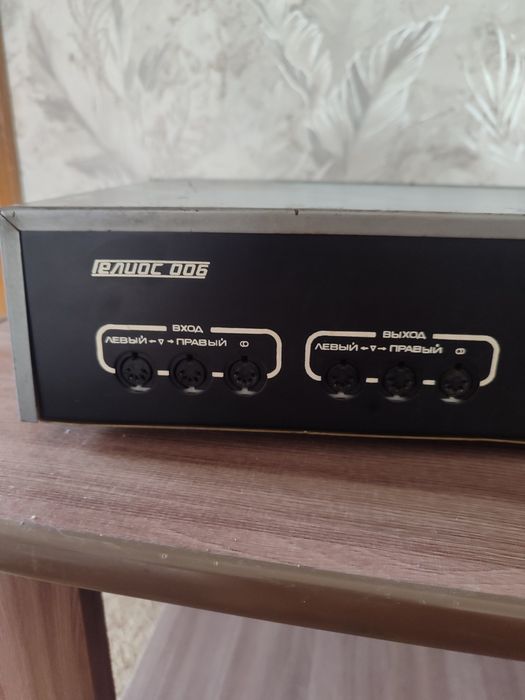 Гелиос 006
ВХОД
ЛЕВЫЙ ←▽→ ПРАВЫЙ
ВЫХОД
ЛЕВЫЙ ←▽→ ПРАВЫЙ